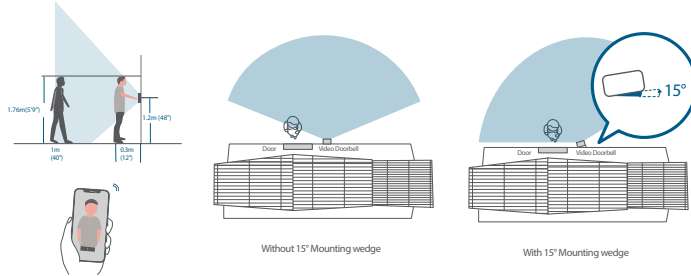 1.76m(5'9")
1.2m (48")
1m
(40")
0.3m
(12")
Door
Video Doorbell
Without 15° Mounting wedge
15°
Door
Video Doorbell
With 15° Mounting wedge